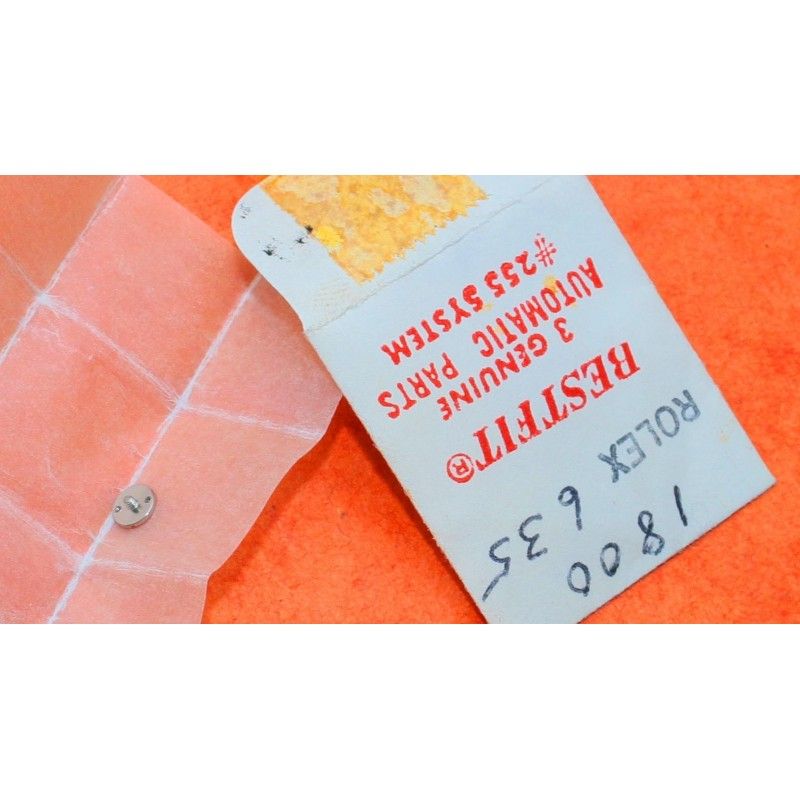 1800
635
ROLEX
BESTFIT®
3 GENUINE
AUTOMATIC PARTS
#255 SYSTEM